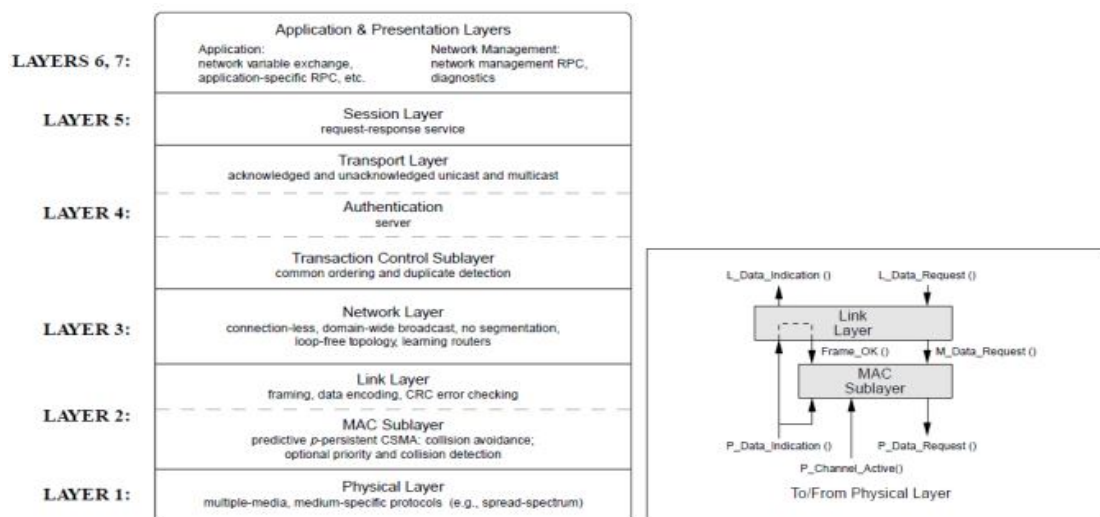 Application & Presentation Layers
Application:
network variable exchange,
application-specific RPC, etc.
Network Management:
network management RPC,
diagnostics
LAYERS 6, 7:
Session Layer
request-response service
LAYER 5:
Transport Layer
acknowledged and unacknowledged unicast and multicast
Authentication
server
LAYER 4:
Transaction Control Sublayer
common ordering and duplicate detection
Network Layer
connection-less, domain-wide broadcast, no segmentation,
loop-free topology, learning routers
LAYER 3:
Link Layer
framing, data encoding, CRC error checking
LAYER 2:
MAC Sublayer
predictive p-persistent CSMA: collision avoidance;
optional priority and collision detection
Physical Layer
multiple-media, medium-specific protocols (e.g., spread-spectrum)
LAYER 1:
L_Data_Indication () L_Data_Request ()
Link
Layer
Frame_OK () M_Data_Request ()
MAC
Sublayer
P_Data_Indication () P_Data_Request ()
P_Channel_Active()
To/From Physical Layer